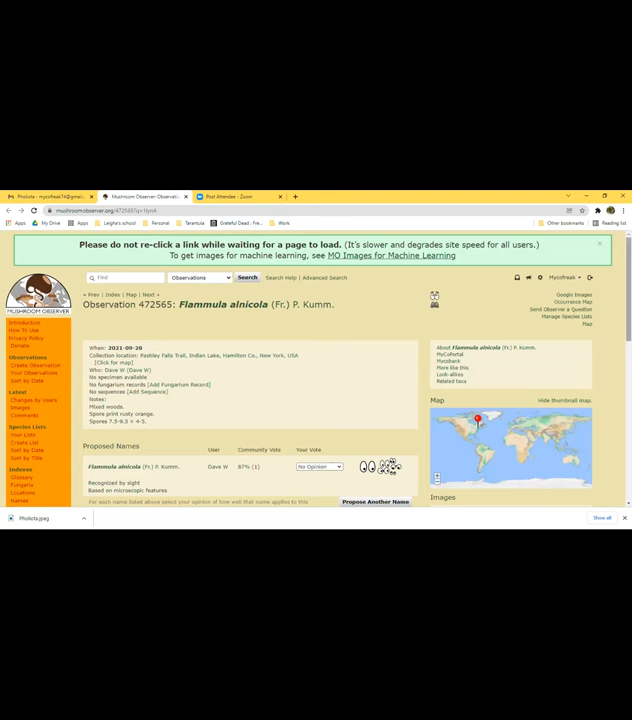 Pholiota - mycofreak74@gmail.
Mushroom Observer: Observatio
Post Attendee - Zoom
mushroomobserver.org/472565?q=1lyvA
Apps
My Drive
Apps
Leigha's school
Personal
Tarantula
Grateful Dead : Fre...
Work
Other bookmarks
Reading list
Please do not re-click a link while waiting for a page to load. (It's slower and degrades site speed for all users.)
To get images for machine learning, see MO Images for Machine Learning
MUSHROOM OBSERVER
Introduction
How To Use
Privacy Policy
Donate
Observations
Create Observation
Your Observations
Sort by Date
Latest
Changes by Users
Images
Comments
Species Lists
Your Lists
Create List
Sort by Date
Sort by Title
Indexes
Glossary
Fungaria
Locations
Names
Find
Observations
Search
Search Help | Advanced Search
Mycofreak
« Prev | Index | Map | Next »
Observation 472565: Flammula alnicola (Fr.) P. Kumm.
Google Images
Occurrence Map
Send Observer a Question
Manage Species Lists
Map
When: 2021-09-26
Collection location: Pashley Falls Trail, Indian Lake, Hamilton Co., New York, USA
[Click for map]
Who: Dave W (Dave W)
No specimen available
No fungarium records [Add Fungarium Record]
No sequences [Add Sequence]
Notes:
Mixed woods.
Spore print rusty orange.
Spores 7.5-9.5 × 4-5.
About Flammula alnicola (Fr.) P. Kumm.
MyCoPortal
Mycobank
More like this
Look-alikes
Related taxa
Map
Hide thumbnail map.
Images
Proposed Names
User
Community Vote
Your Vote
Flammula alnicola (Fr.) P. Kumm.
Dave W
87% (1)
No Opinion
Recognized by sight
Based on microscopic features
For each name listed above select your opinion of how well that name applies to this
Propose Another Name
Pholiota.jpeg
Show all